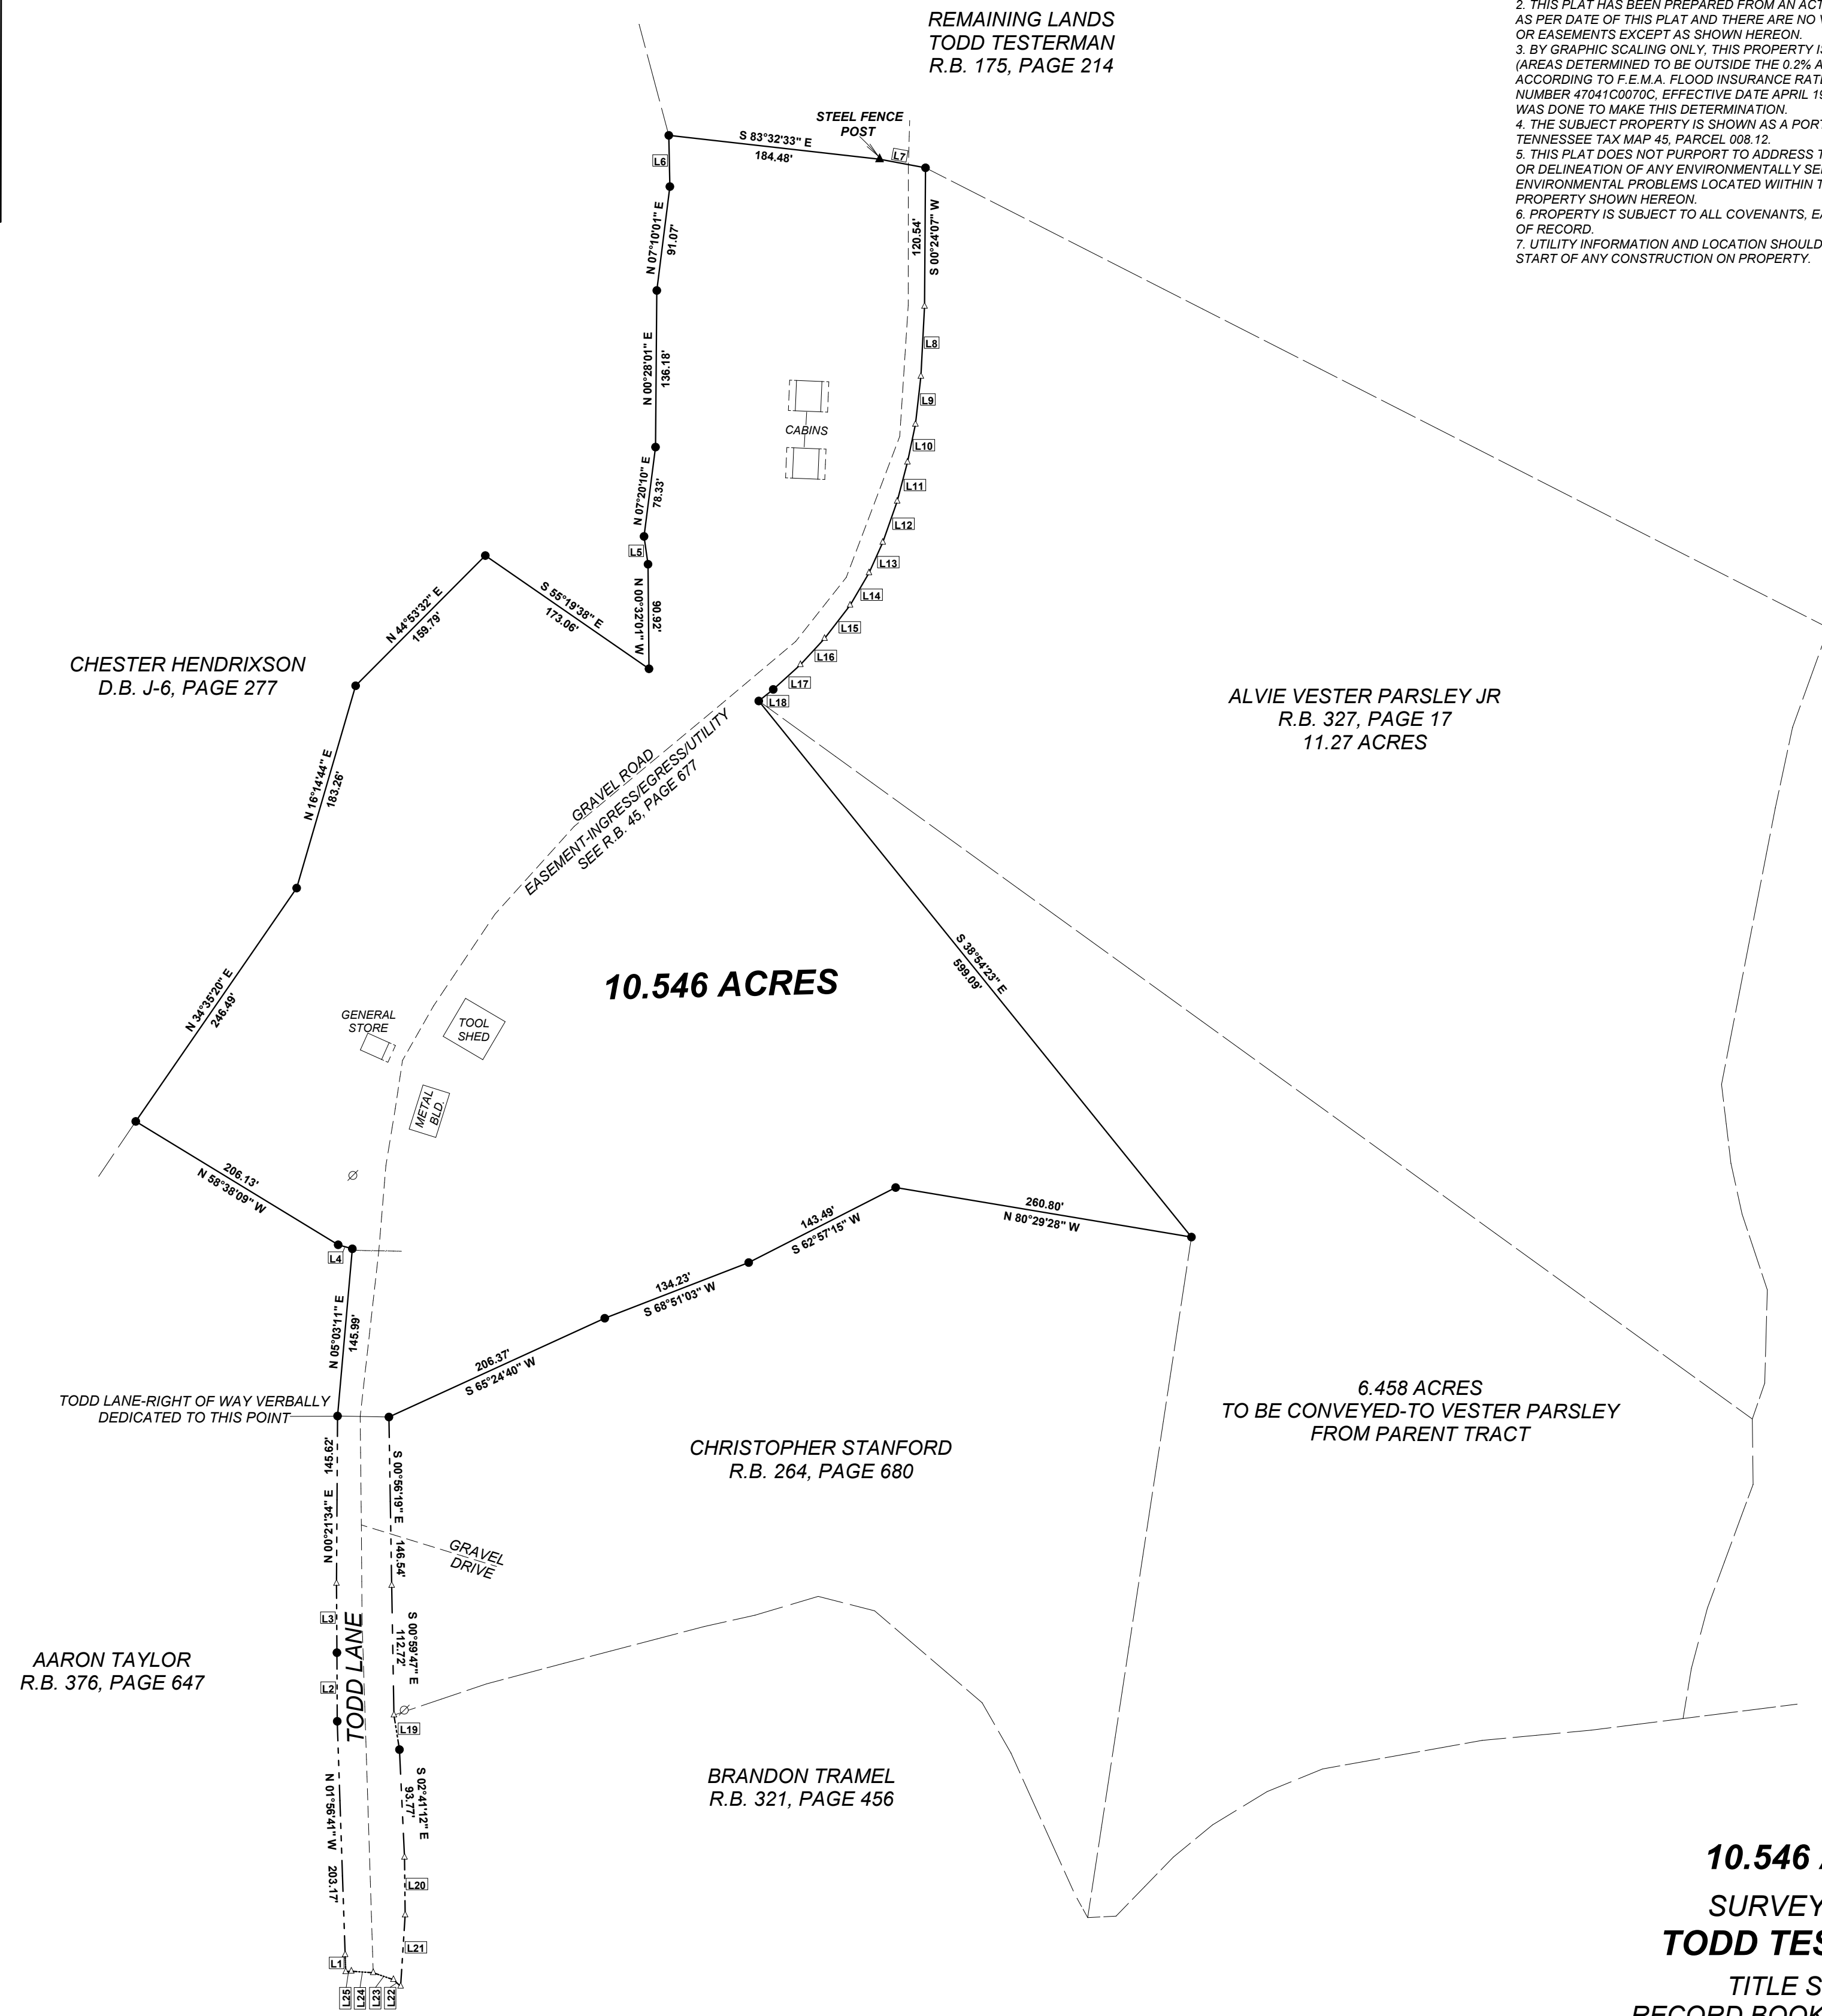 REMAINING LANDS
TODD TESTERMAN
R.B. 175, PAGE 214
2. THIS PLAT HAS BEEN PREPARED FROM AN
AS PER DATE OF THIS PLAT AND THERE ARE NO
OR EASEMENTS EXCEPT AS SHOWN HEREON.
3. BY GRAPHIC SCALING ONLY, THIS PROPERTY
(AREAS DETERMINED TO BE OUTSIDE THE 0.2%
ACCORDING TO F.E.M.A. FLOOD INSURANCE
NUMBER 47041C0070C, EFFECTIVE DATE APRIL
WAS DONE TO MAKE THIS DETERMINATION.
4. THE SUBJECT PROPERTY IS SHOWN AS A
TENNESSEE TAX MAP 45, PARCEL 008.12.
5. THIS PLAT DOES NOT PURPORT TO ADDRESS
OR DELINEATION OF ANY ENVIRONMENTALLY
ENVIRONMENTAL PROBLEMS LOCATED WIITHIN
PROPERTY SHOWN HEREON.
6. PROPERTY IS SUBJECT TO ALL COVENANTS,
OF RECORD.
7. UTILITY INFORMATION AND LOCATION SHOULD
START OF ANY CONSTRUCTION ON PROPERTY.
STEEL FENCE
POST
S 83°32'33" E
184.48'
L7
L6
N 07°10'01" E
91.07'
120.54'
S 00°24'07" W
N 00°28'01" E
136.18'
L8
L9
CABINS
L10
L11
L12
N 07°20'10" E
78.33'
L5
L13
L14
L15
L16
L17
L18
N 00°32'01" W
90.92'
S 55°19'38" E
173.06'
N 44°53'32" E
159.79'
CHESTER HENDRIXSON
D.B. J-6, PAGE 277
ALVIE VESTER PARSLEY JR
R.B. 327, PAGE 17
11.27 ACRES
N 16°14'44" E
183.26'
GRAVEL ROAD
EASEMENT-INGRESS/EGRESS/UTILITY
SEE R.B. 45, PAGE 677
S 38°54'23" E
599.09'
10.546 ACRES
N 34°35'20" E
246.49'
GENERAL
STORE
TOOL
SHED
METAL
BLD.
206.13'
N 58°38'09" W
L4
260.80'
N 80°29'28" W
143.49'
S 62°57'15" W
134.23'
S 68°51'03" W
206.37'
S 65°24'40" W
N 05°03'11" E
145.99'
TODD LANE-RIGHT OF WAY VERBALLY
DEDICATED TO THIS POINT
6.458 ACRES
TO BE CONVEYED-TO VESTER PARSLEY
FROM PARENT TRACT
CHRISTOPHER STANFORD
R.B. 264, PAGE 680
N 00°21'34" E 145.62'
S 00°56'19" E 146.54'
GRAVEL
DRIVE
L3
S 00°59'47" E
112.72'
TODD LANE
AARON TAYLOR
R.B. 376, PAGE 647
L2
L19
BRANDON TRAMEL
R.B. 321, PAGE 456
N 01°56'41" W 203.17'
S 02°41'12" E
93.77'
L20
L21
L1
L25
L24
L23
L22
10.546
SURVEY
TODD
TITLE
RECORD BOOK